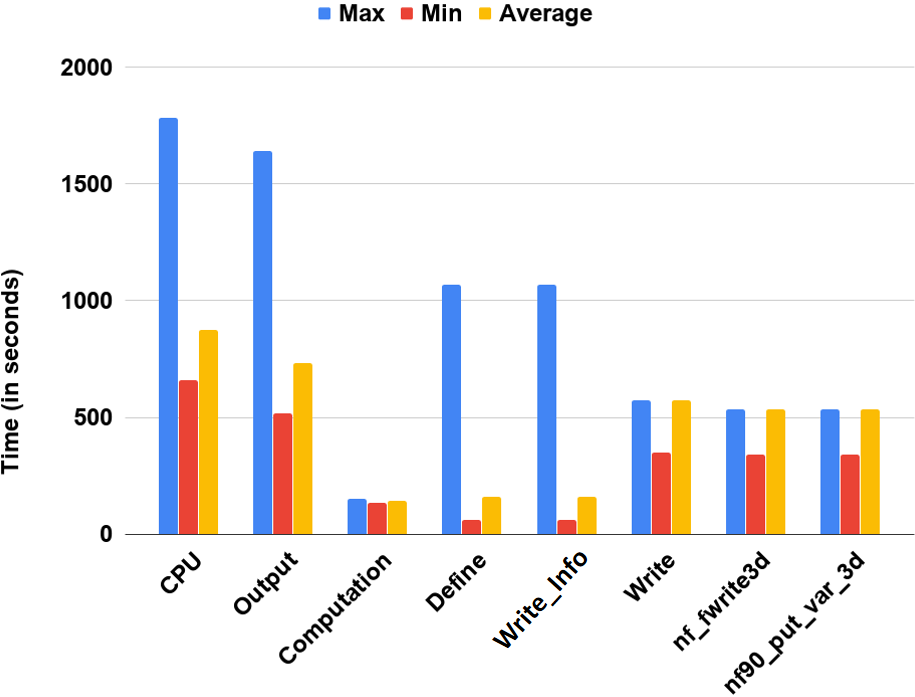 Max Min Average
2000
1500
1000
500
0
Time (in seconds)
CPU
Output
Computation
Define
Write_Info
Write
nf_fwrite3d
nf90_put_var_3d